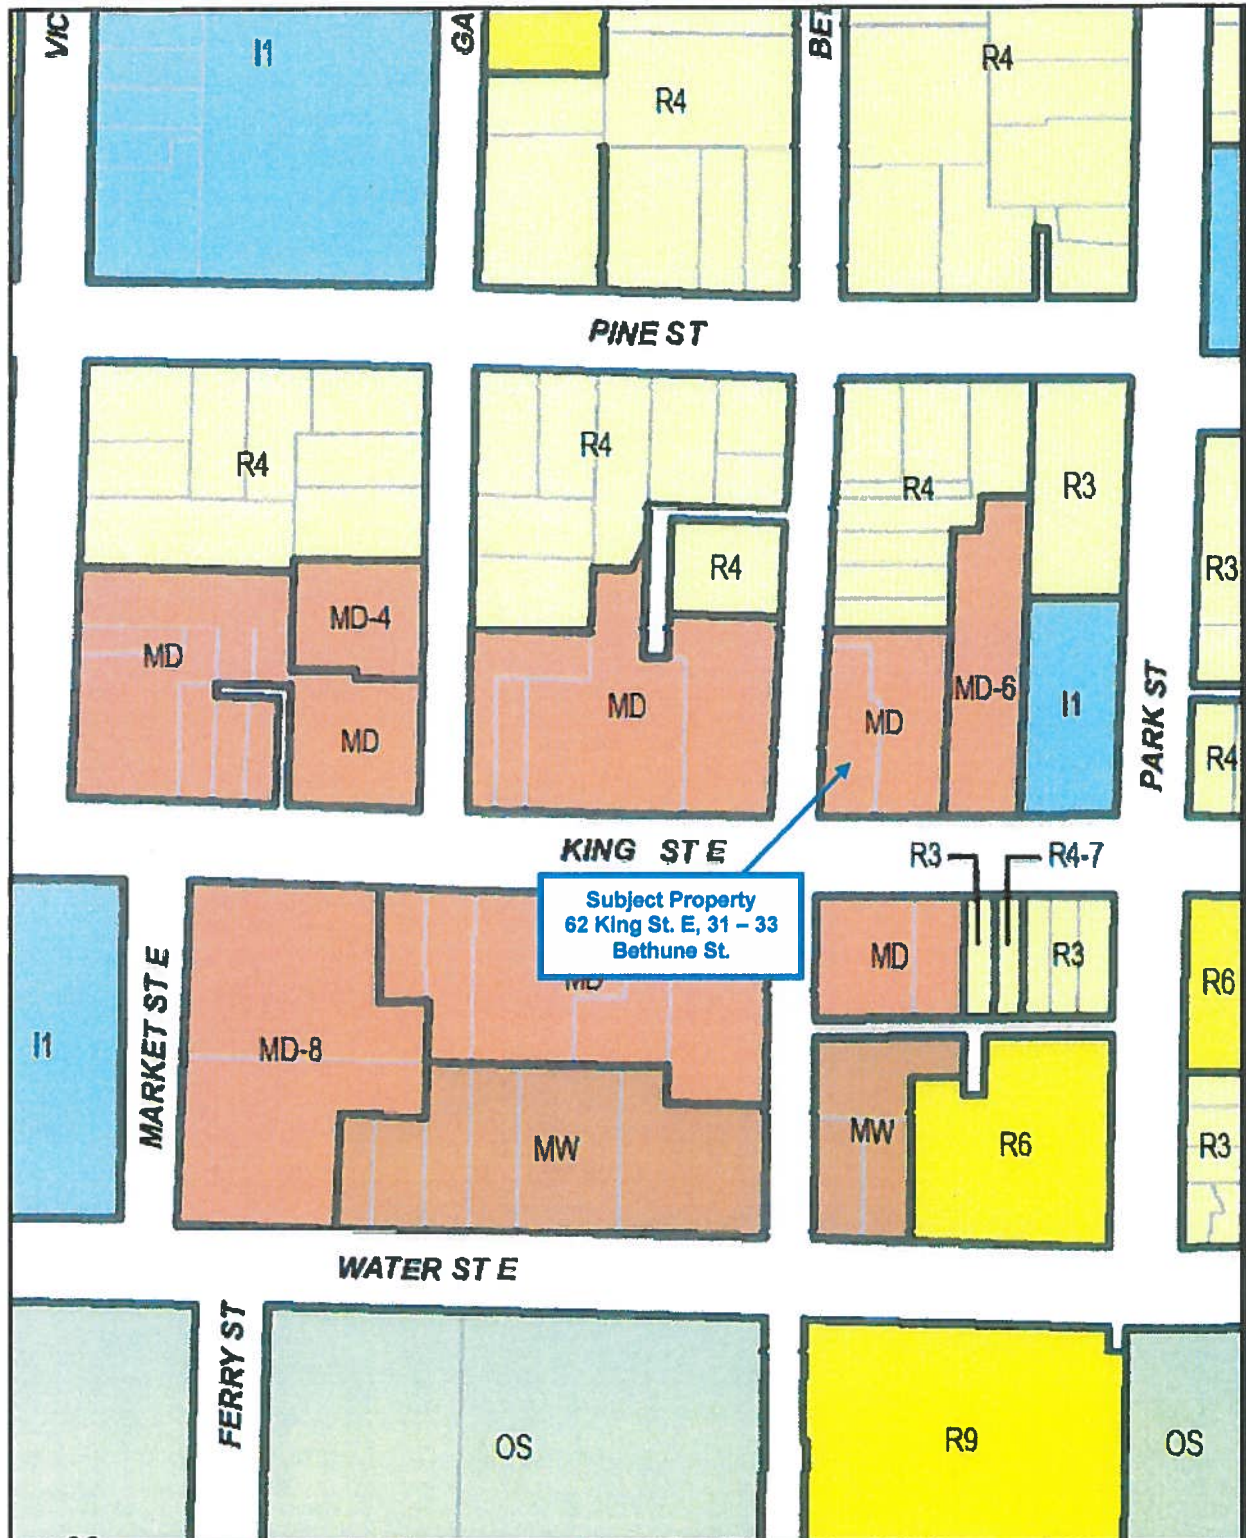 VIC
I1
GA
R4
BE
R4
PINE ST
R4
R4
R4
R3
R4
R3
MD-4
MD
MD
MD
MD
MD-6
I1
R4
PARK ST
KING ST E
R3
R4-7
Subject Property
62 King St. E, 31 – 33
Bethune St.
MD
MD
R3
R6
I1
MARKET ST E
MD-8
MW
MW
R6
R3
WATER ST E
FERRY ST
OS
R9
OS